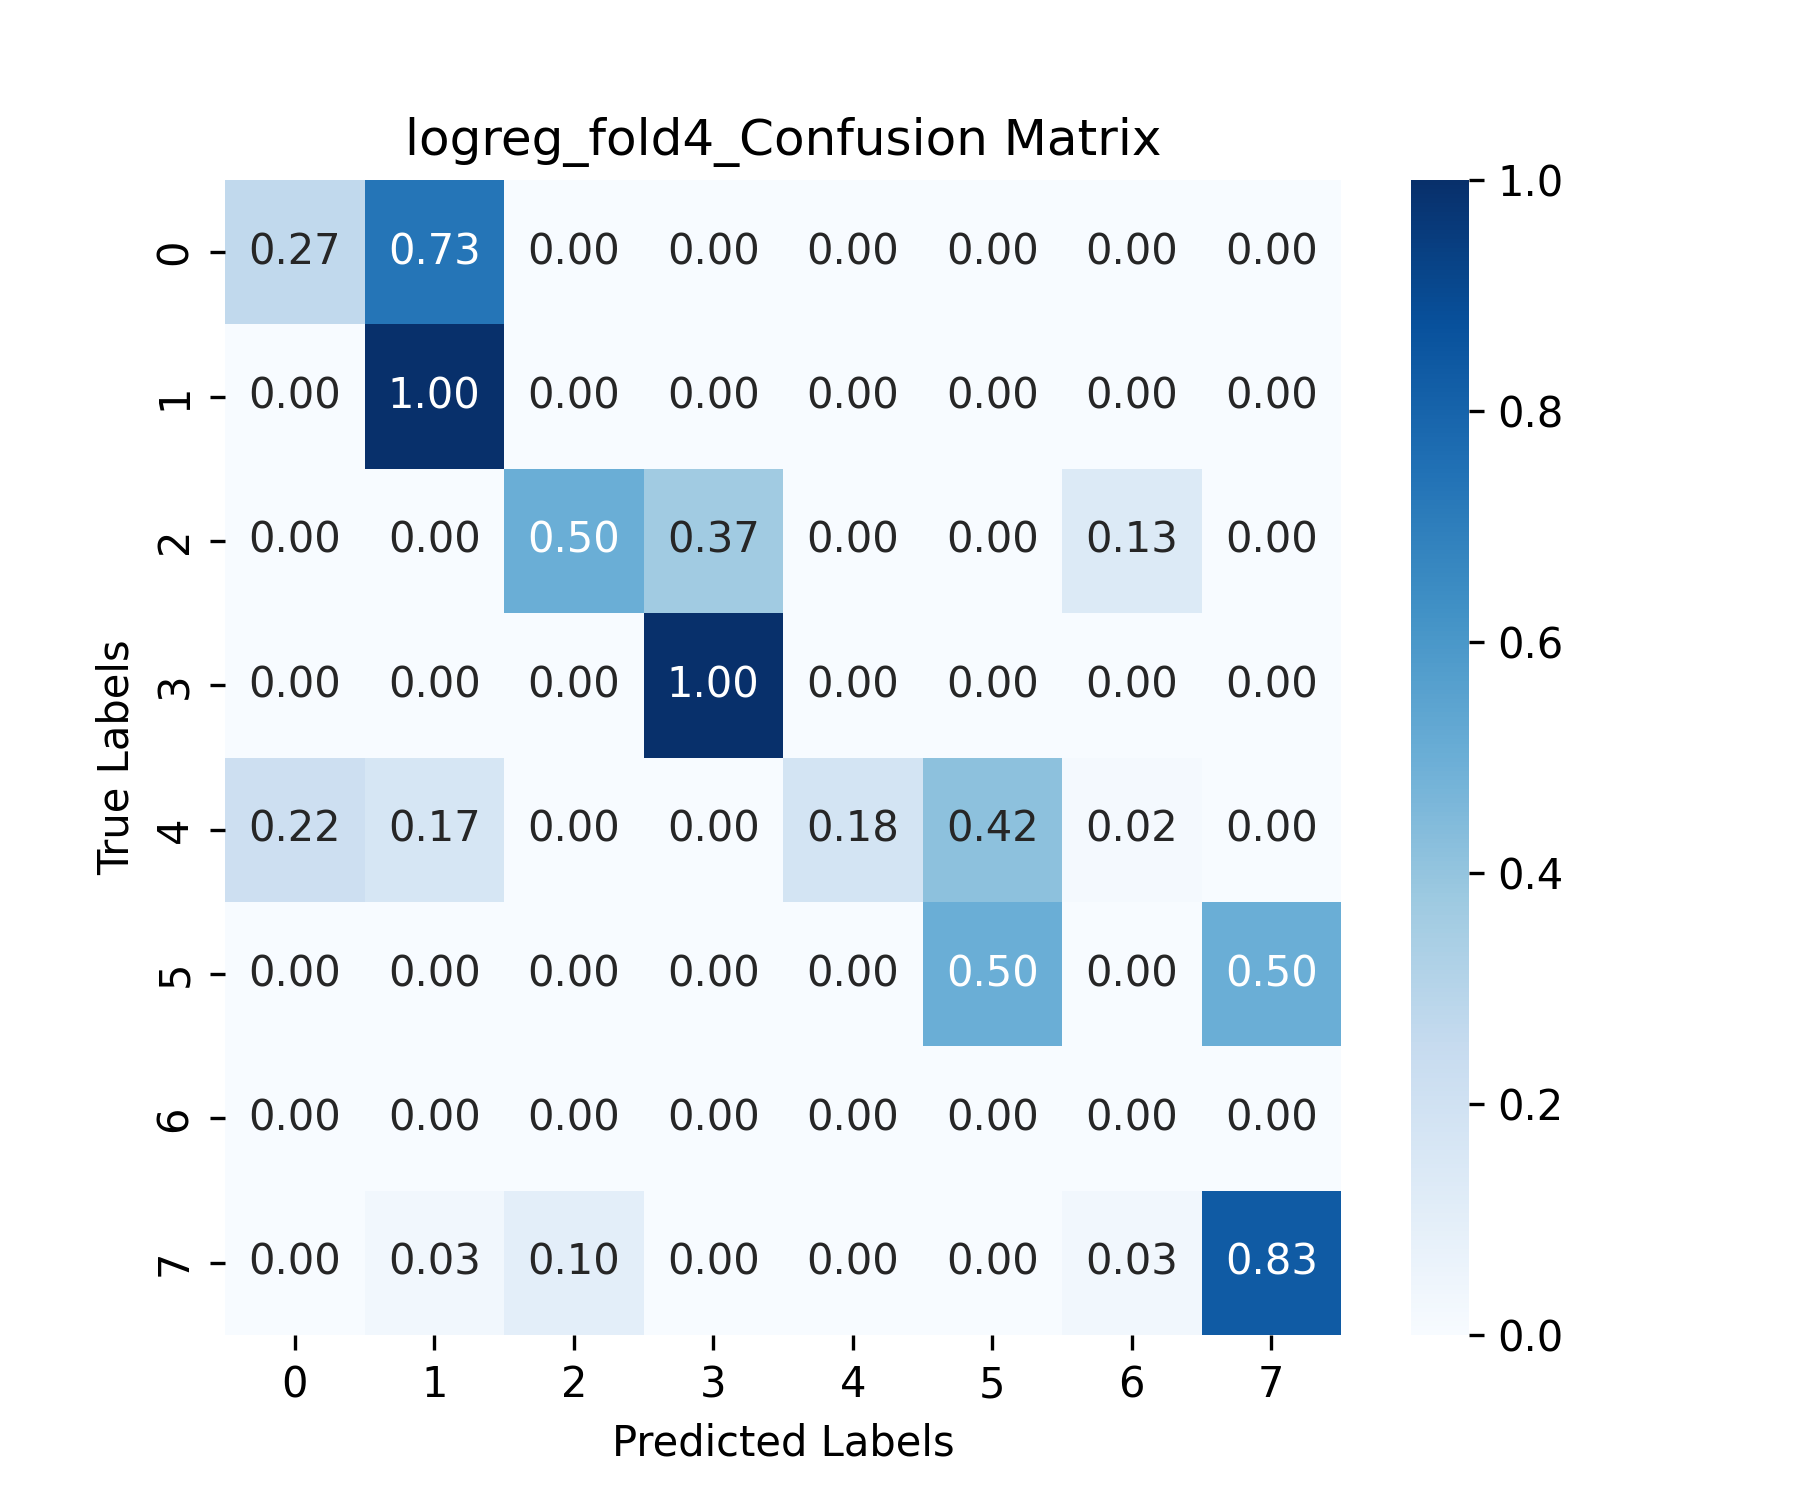 logreg_fold4_Confusion Matrix
0 0.27 0.73 0.00 0.00 0.00 0.00 0.00 0.00
1 0.00 1.00 0.00 0.00 0.00 0.00 0.00 0.00
2 0.00 0.00 0.50 0.37 0.00 0.00 0.13 0.00
3 0.00 0.00 0.00 1.00 0.00 0.00 0.00 0.00
4 0.22 0.17 0.00 0.00 0.18 0.42 0.02 0.00
5 0.00 0.00 0.00 0.00 0.00 0.50 0.00 0.50
6 0.00 0.00 0.00 0.00 0.00 0.00 0.00 0.00
7 0.00 0.03 0.10 0.00 0.00 0.00 0.03 0.83
0 1 2 3 4 5 6 7
Predicted Labels
True Labels
1.0
0.8
0.6
0.4
0.2
0.0